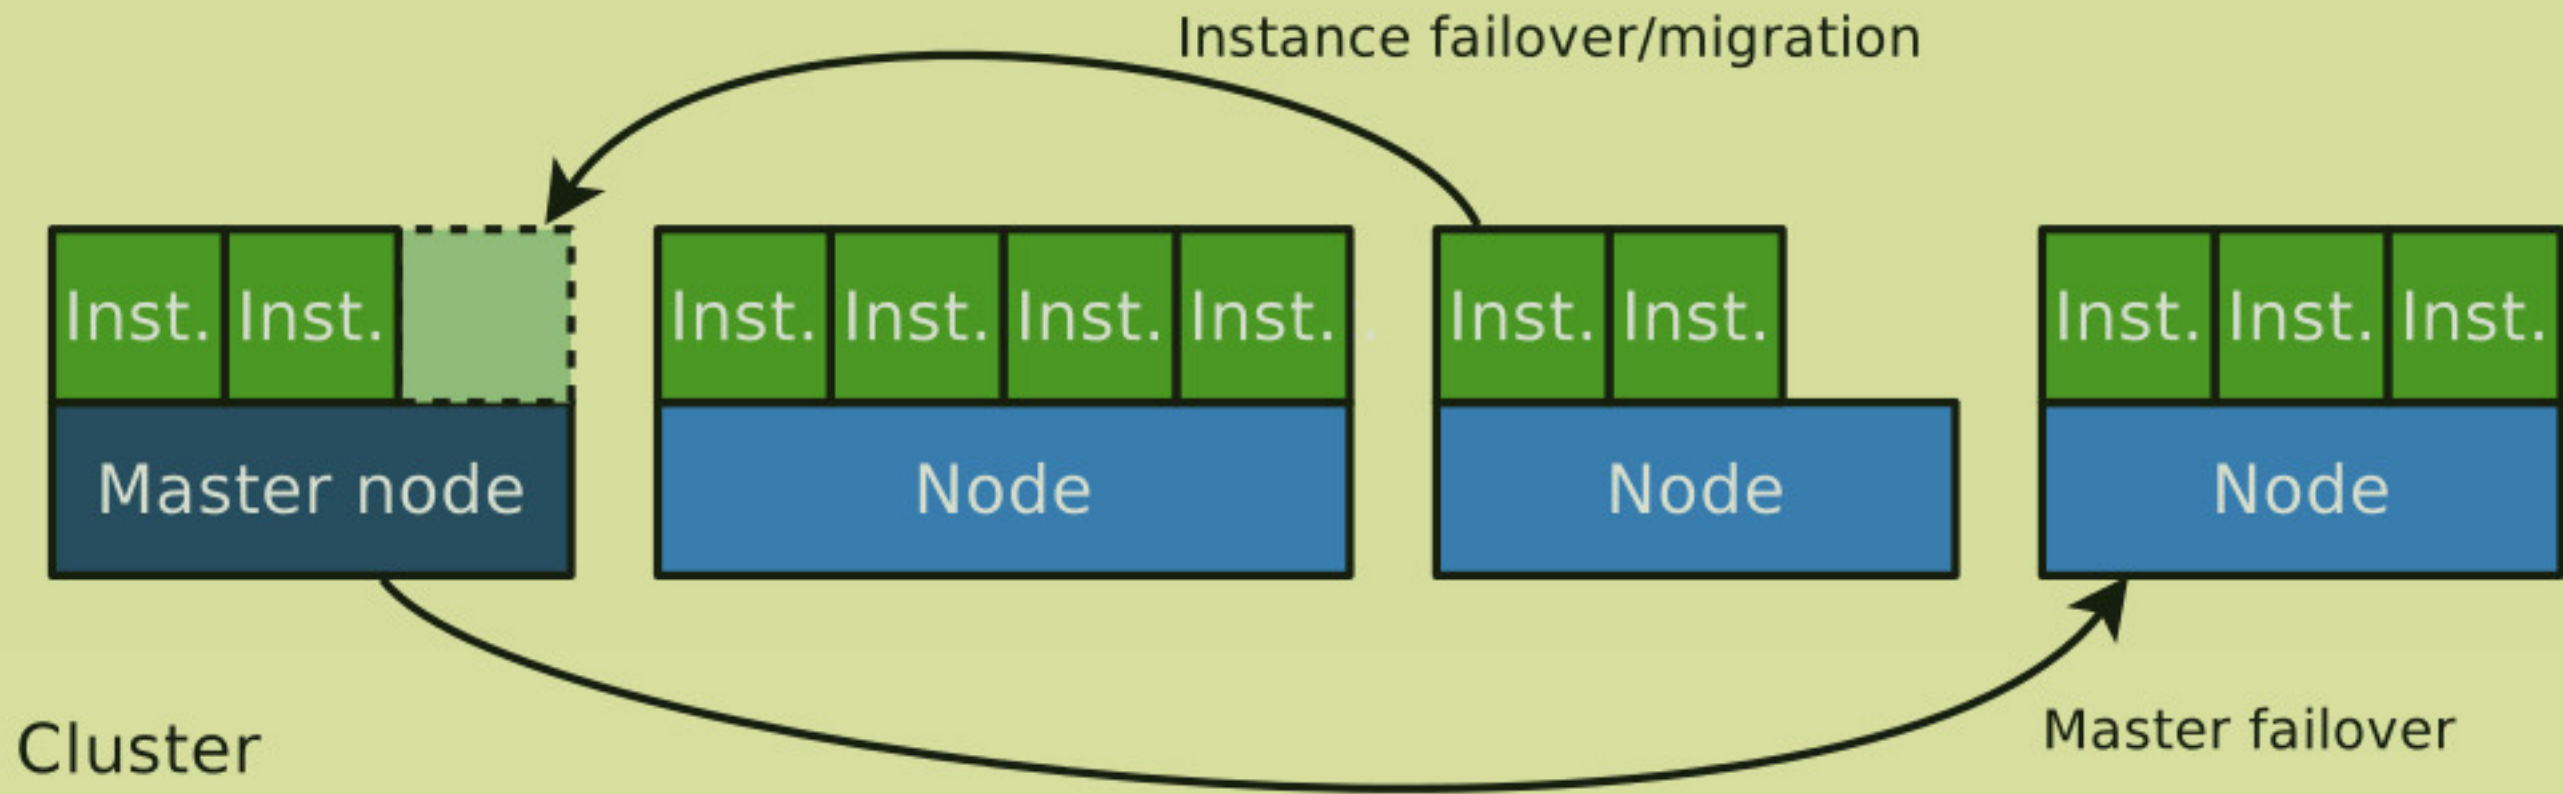 Instance failover/migration
Inst. Inst. Inst. Inst. Inst. Inst. Inst. Inst. Inst. Inst. Inst.
Master node Node Node Node
Master failover
Cluster